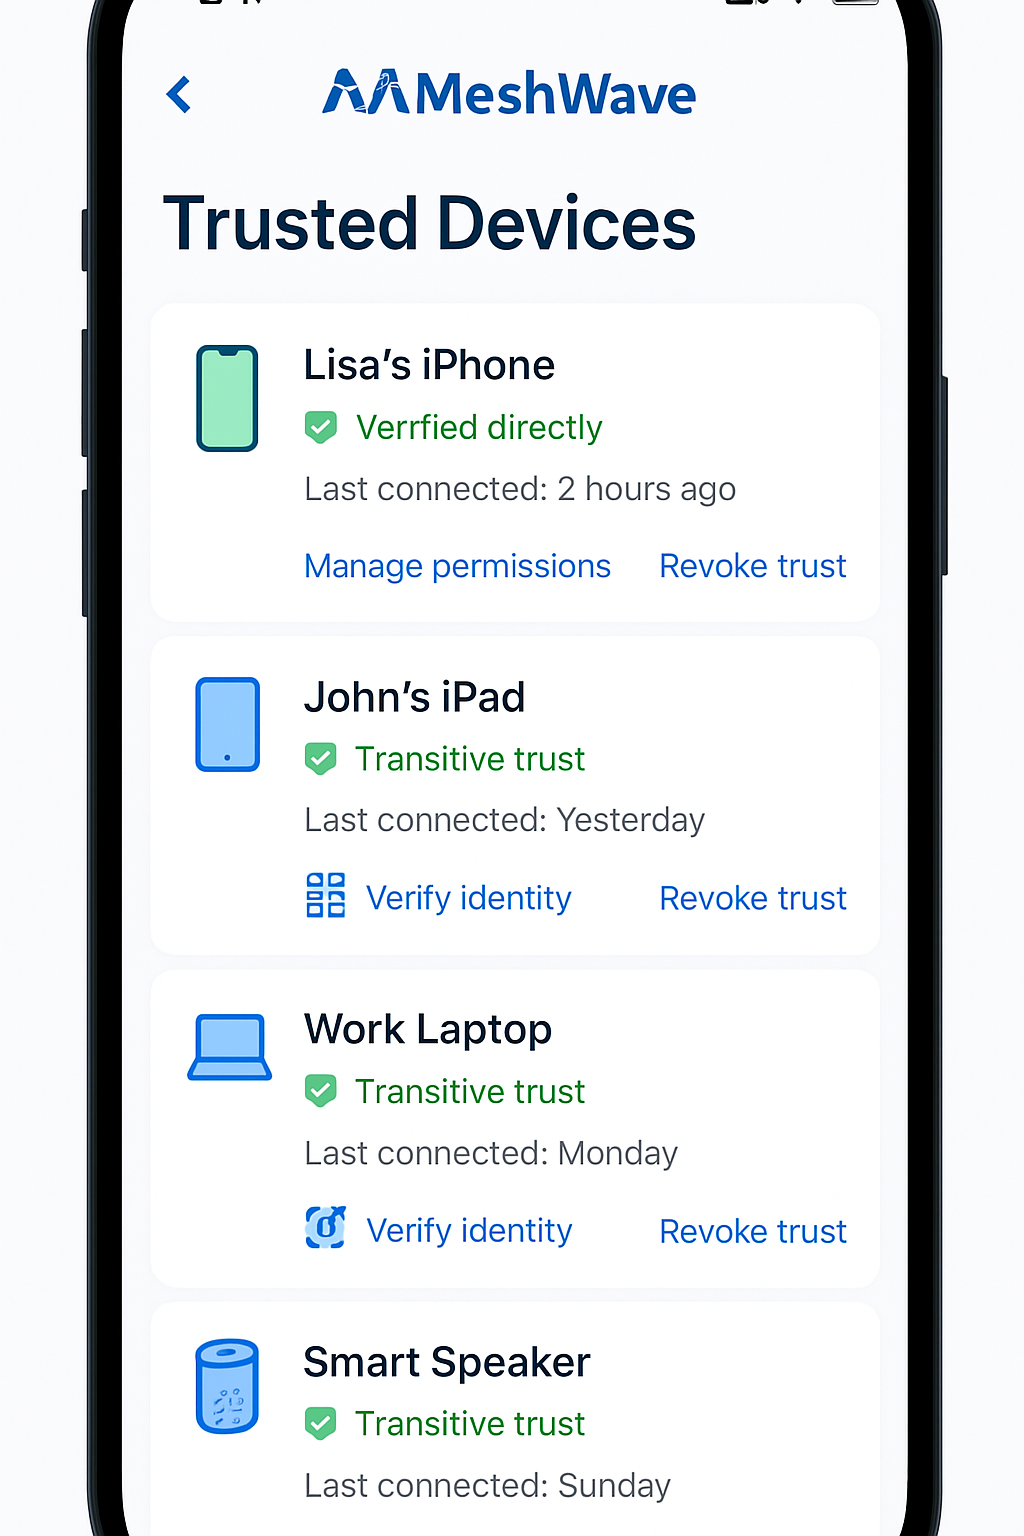 MeshWave
Trusted Devices
Lisa’s iPhone
Verrfied directly
Last connected: 2 hours ago
Manage permissions Revoke trust
John’s iPad
Transitive trust
Last connected: Yesterday
Verify identity Revoke trust
Work Laptop
Transitive trust
Last connected: Monday
Verify identity Revoke trust
Smart Speaker
Transitive trust
Last connected: Sunday